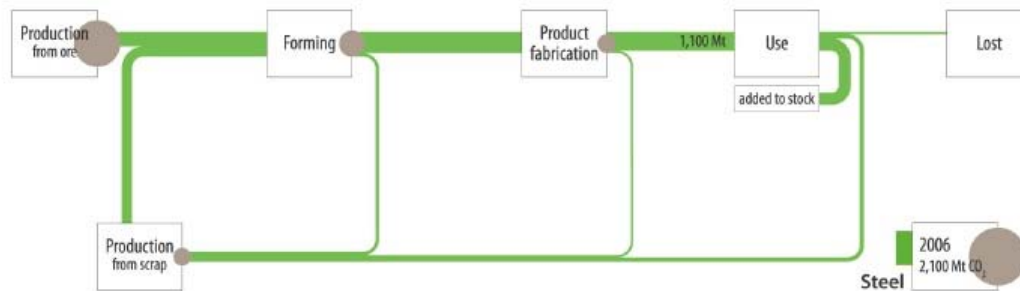 Production
from ore
Forming
Product
fabrication
1,100 Mt
Use
added to stock
Lost
Production
from scrap
Steel
2006
2,100 Mt CO₂